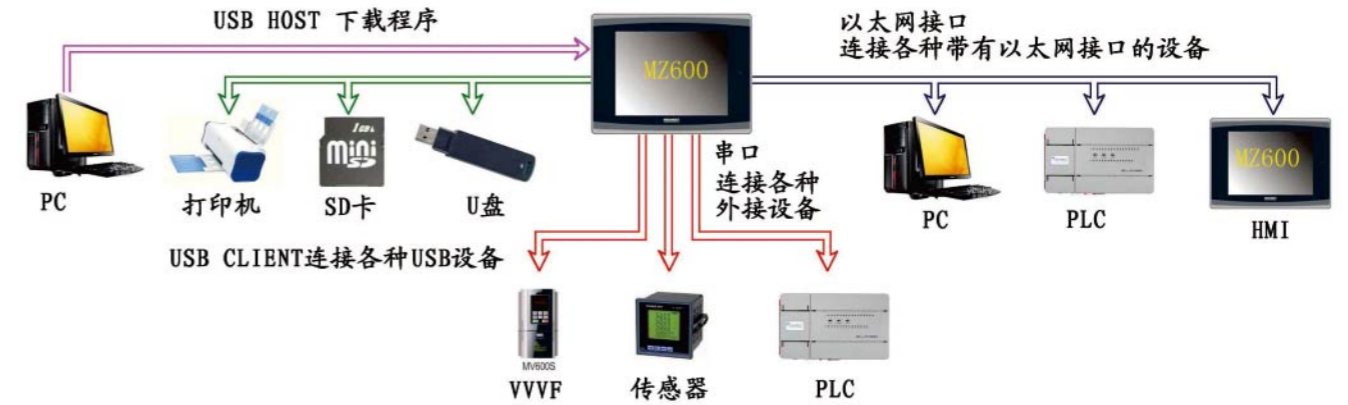 USB HOST 下载程序
以太网接口
连接各种带有以太网接口的设备
MZ600
串口
连接各种
外接设备
1GB
mini
SD
MZ600
PC
打印机
SD卡
U盘
PC
PLC
HMI
USB CLIENT连接各种USB设备
MV600S
VVVF
传感器
PLC